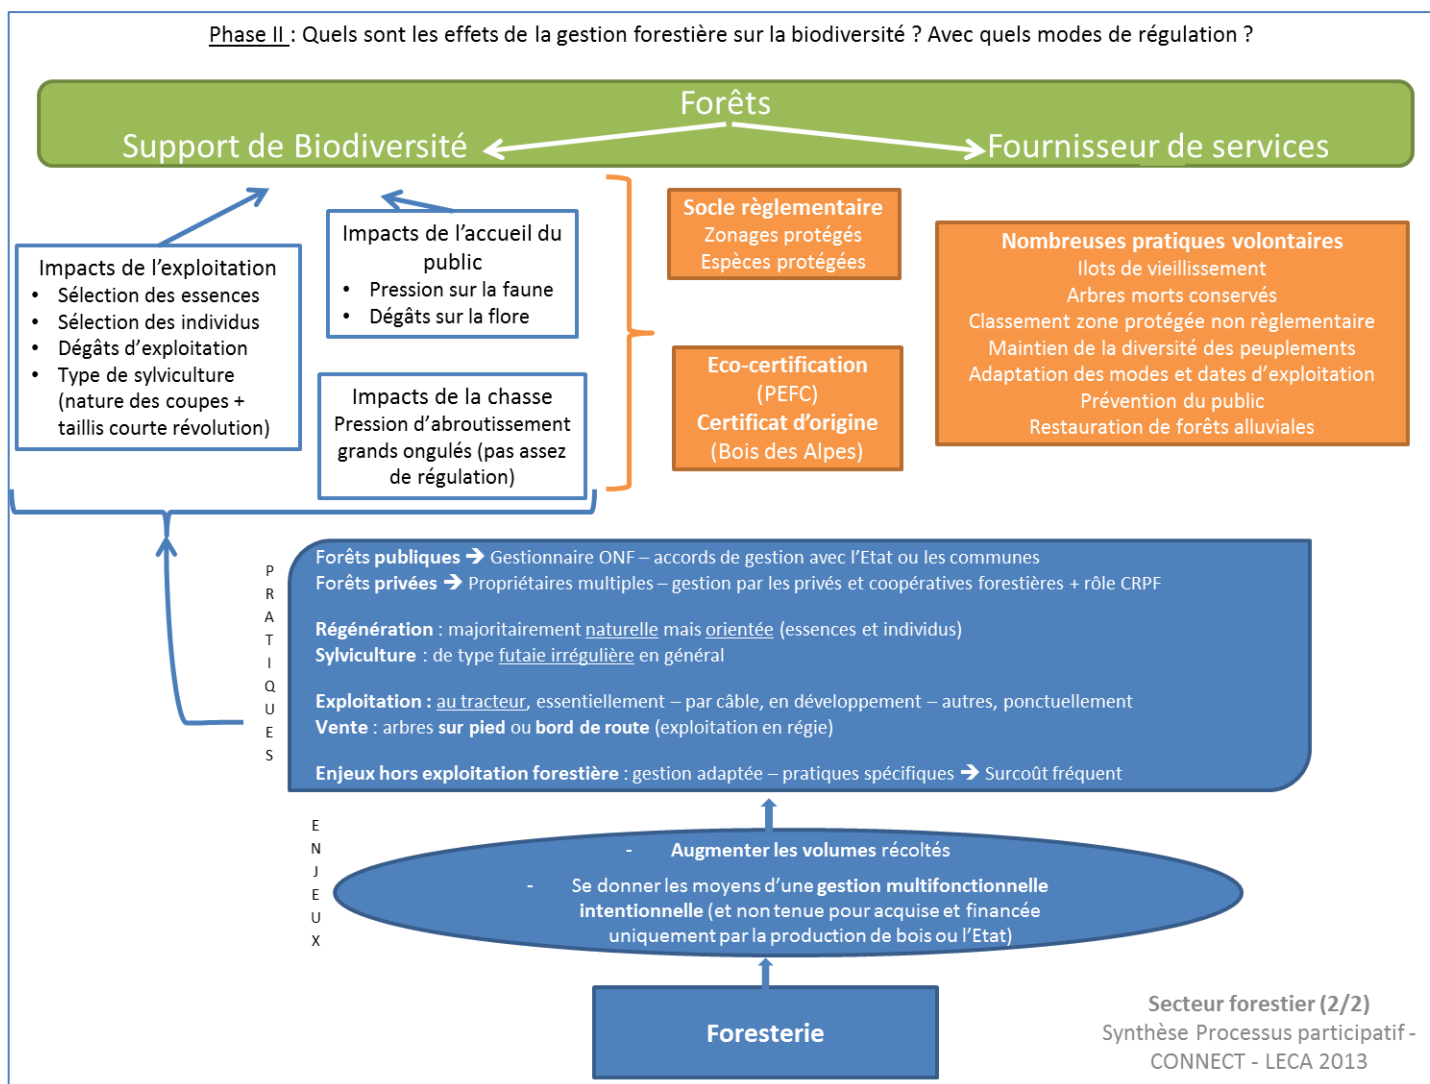 Phase II : Quels sont les effets de la gestion forestière sur la biodiversité ? Avec quels modes de régulation ?
Forêts
Support de Biodiversité
Fournisseur de services
Impacts de l'exploitation
• Sélection des essences
• Sélection des individus
• Dégâts d'exploitation
• Type de sylviculture
(nature des coupes +
taillis courte révolution)
Impacts de l'accueil du
public
• Pression sur la faune
• Dégâts sur la flore
Impacts de la chasse
Pression d'abroutissement
grands ongulés (pas assez
de régulation)
Socle règlementaire
Zonages protégés
Espèces protégées
Eco-certification
(PEFC)
Certificat d'origine
(Bois des Alpes)
Nombreuses pratiques volontaires
Ilots de vieillissement
Arbres morts conservés
Classement zone protégée non règlementaire
Maintien de la diversité des peuplements
Adaptation des modes et dates d'exploitation
Prévention du public
Restauration de forêts alluviales
PRATIQUES
Forêts publiques ➔ Gestionnaire ONF – accords de gestion avec l'Etat ou les communes
Forêts privées ➔ Propriétaires multiples – gestion par les privés et coopératives forestières + rôle CRPF
Régénération : majoritairement naturelle mais orientée (essences et individus)
Sylviculture : de type futaie irrégulière en général
Exploitation : au tracteur, essentiellement – par câble, en développement – autres, ponctuellement
Vente : arbres sur pied ou bord de route (exploitation en régie)
Enjeux hors exploitation forestière : gestion adaptée – pratiques spécifiques ➔ Surcoût fréquent
ENJEUX
- Augmenter les volumes récoltés
- Se donner les moyens d'une gestion multifonctionnelle
intentionnelle (et non tenue pour acquise et financée
uniquement par la production de bois ou l'Etat)
Foresterie
Secteur forestier (2/2)
Synthèse Processus participatif -
CONNECT - LECA 2013